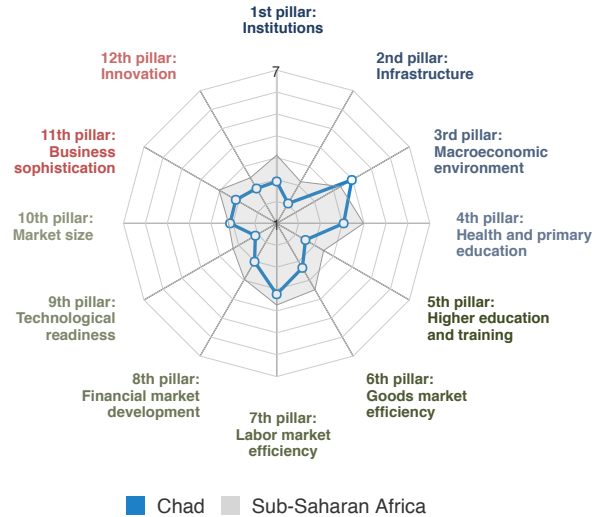 1st pillar:
Institutions
2nd pillar:
Infrastructure
3rd pillar:
Macroeconomic
environment
4th pillar:
Health and primary
education
5th pillar:
Higher education
and training
6th pillar:
Goods market
efficiency
7th pillar:
Labor market
efficiency
8th pillar:
Financial market
development
9th pillar:
Technological
readiness
10th pillar:
Market size
11th pillar:
Business
sophistication
12th pillar:
Innovation
7
Chad
Sub-Saharan Africa